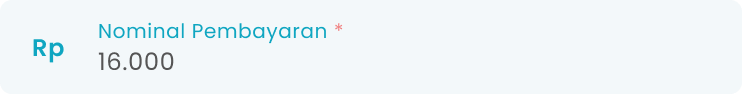 Rp
Nominal Pembayaran *
16.000